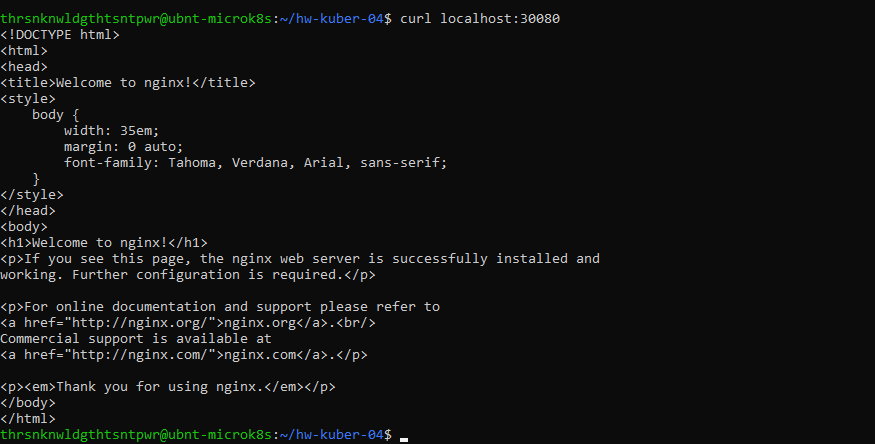 thrsnknwldgthtsntpwr@ubnt-microk8s:~/hw-kuber-04$ curl localhost:30080
<!DOCTYPE html>
<html>
<head>
<title>Welcome to nginx!</title>
<style>
    body {
        width: 35em;
        margin: 0 auto;
        font-family: Tahoma, Verdana, Arial, sans-serif;
    }
</style>
</head>
<body>
<h1>Welcome to nginx!</h1>
<p>If you see this page, the nginx web server is successfully installed and
working. Further configuration is required.</p>

<p>For online documentation and support please refer to
<a href="http://nginx.org/">nginx.org</a>.<br/>
Commercial support is available at
<a href="http://nginx.com/">nginx.com</a>.</p>

<p><em>Thank you for using nginx.</em></p>
</body>
</html>
thrsnknwldgthtsntpwr@ubnt-microk8s:~/hw-kuber-04$